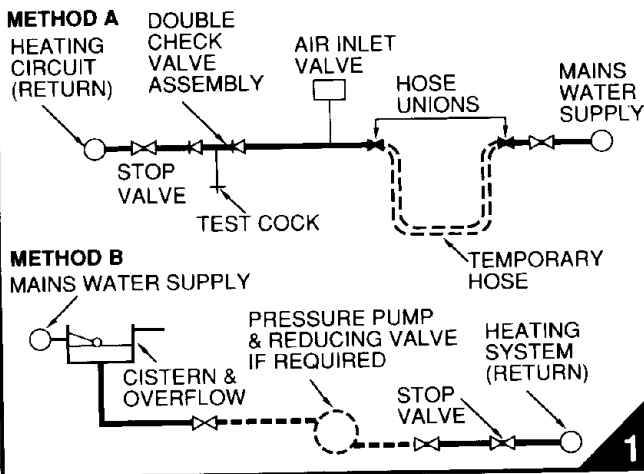 METHOD A
HEATING
CIRCUIT
(RETURN)
DOUBLE
CHECK
VALVE
ASSEMBLY
AIR INLET
VALVE
HOSE
UNIONS
MAINS
WATER
SUPPLY
STOP
VALVE
TEST COCK
TEMPORARY
HOSE
METHOD B
MAINS WATER SUPPLY
CISTERN &
OVERFLOW
PRESSURE PUMP
& REDUCING VALVE
IF REQUIRED
STOP
VALVE
HEATING
SYSTEM
(RETURN)
1